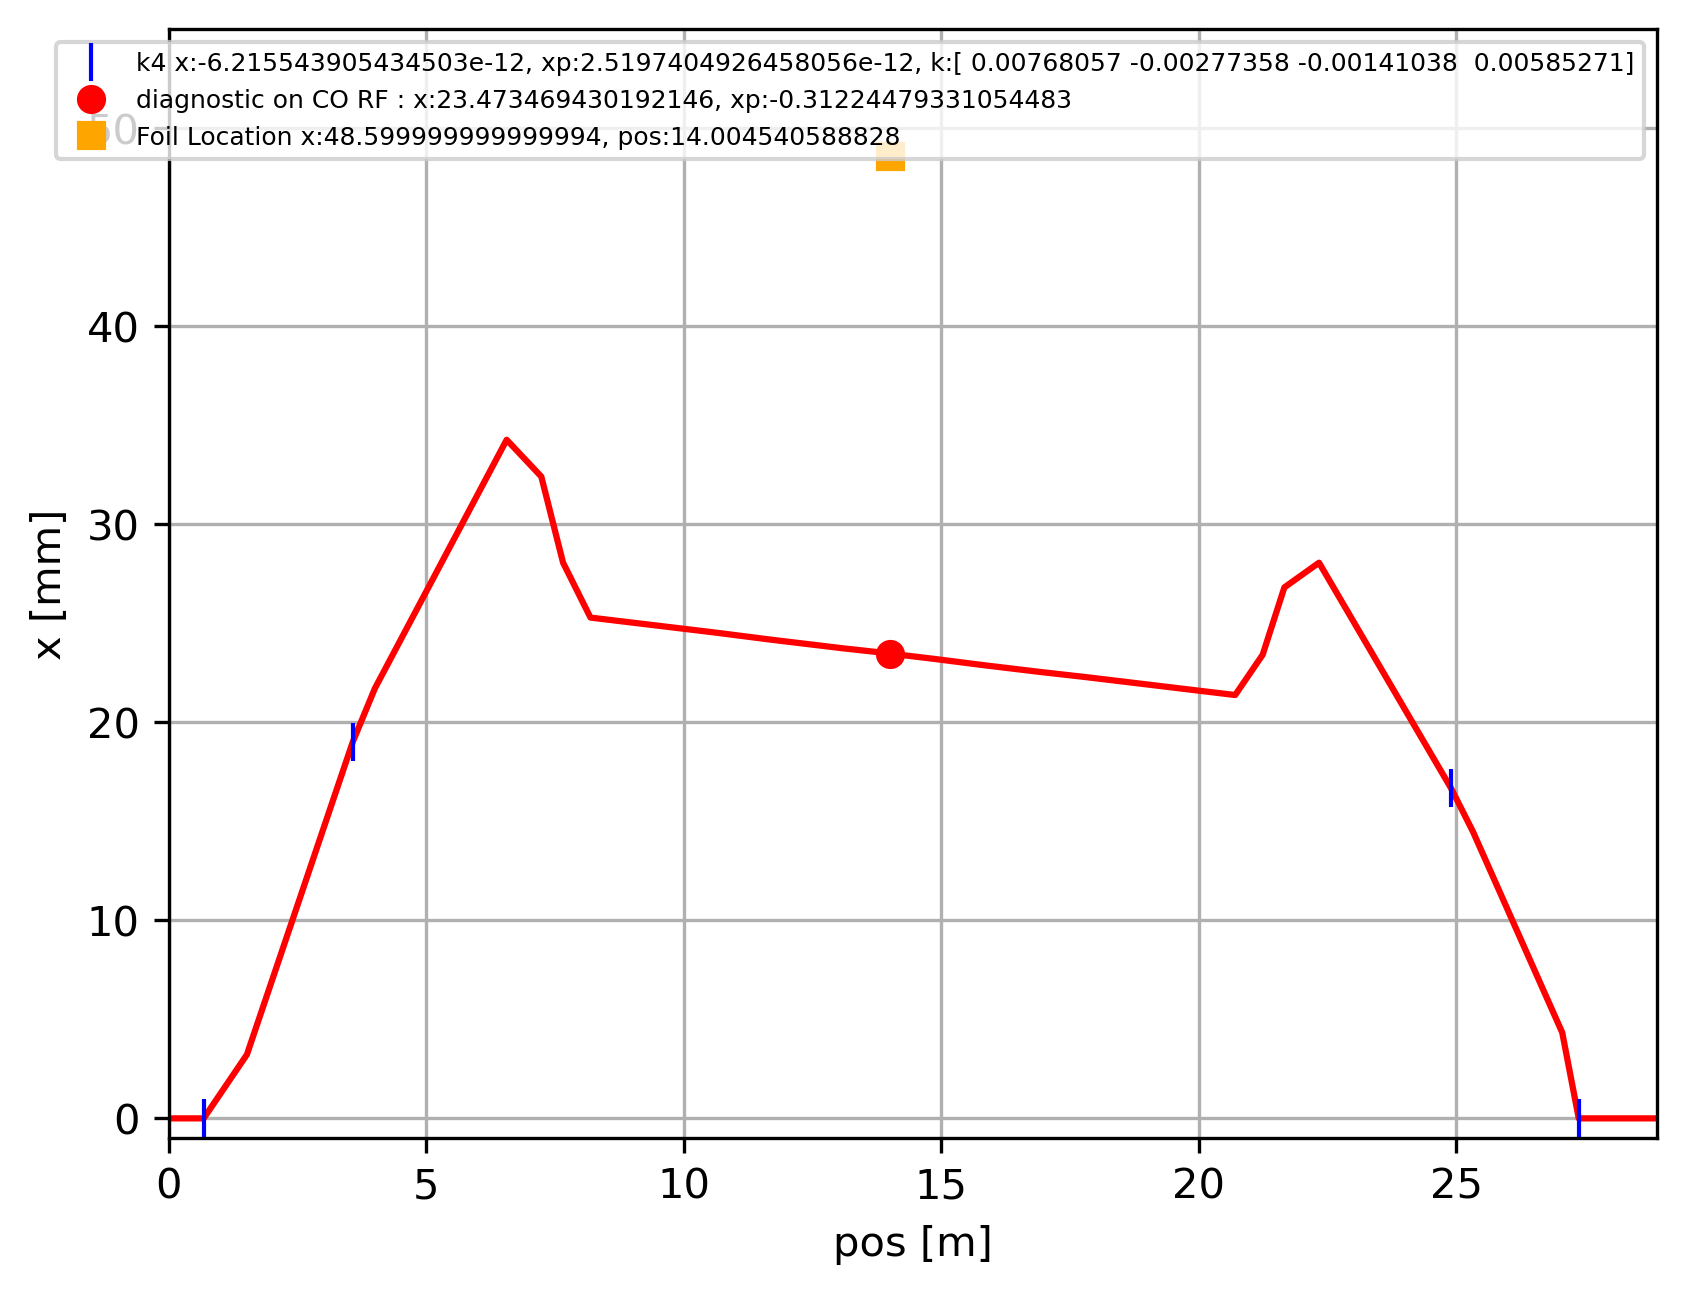 k4 x:-6.215543905434503e-12, xp:2.5197404926458056e-12, k:[ 0.00768057 -0.00277358 -0.00141038  0.00585271]
diagnostic on CO RF : x:23.473469430192146, xp:-0.31224479331054483
Foil Location x:48.599999999999994, pos:14.004540588828
50
40
30
20
10
0
x [mm]
0 5 10 15 20 25
pos [m]